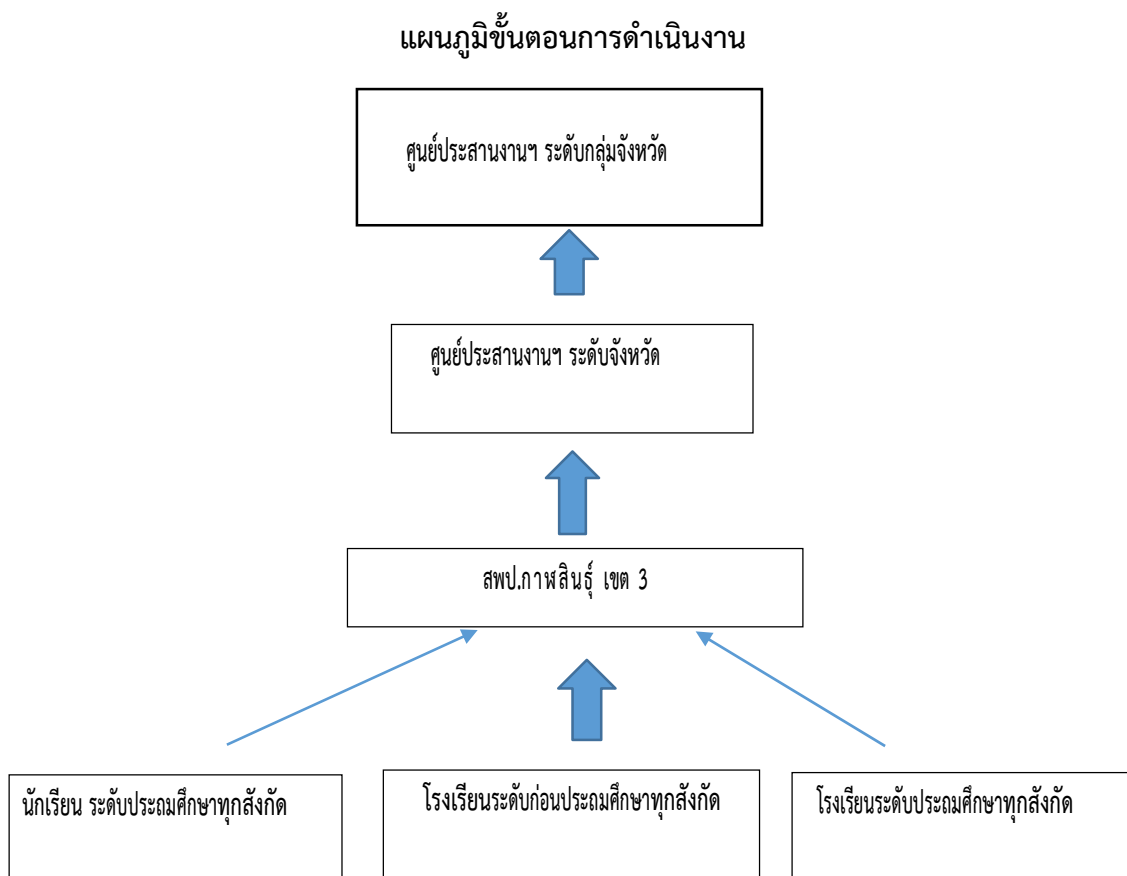 แผนภูมิขั้นตอนการดำเนินงาน
ศูนย์ประสานงานฯ ระดับกลุ่มจังหวัด
ศูนย์ประสานงานฯ ระดับจังหวัด
สพป.กาฬสินธุ์ เขต 3
นักเรียน ระดับประถมศึกษาทุกสังกัด
โรงเรียนระดับก่อนประถมศึกษาทุกสังกัด
โรงเรียนระดับประถมศึกษาทุกสังกัด